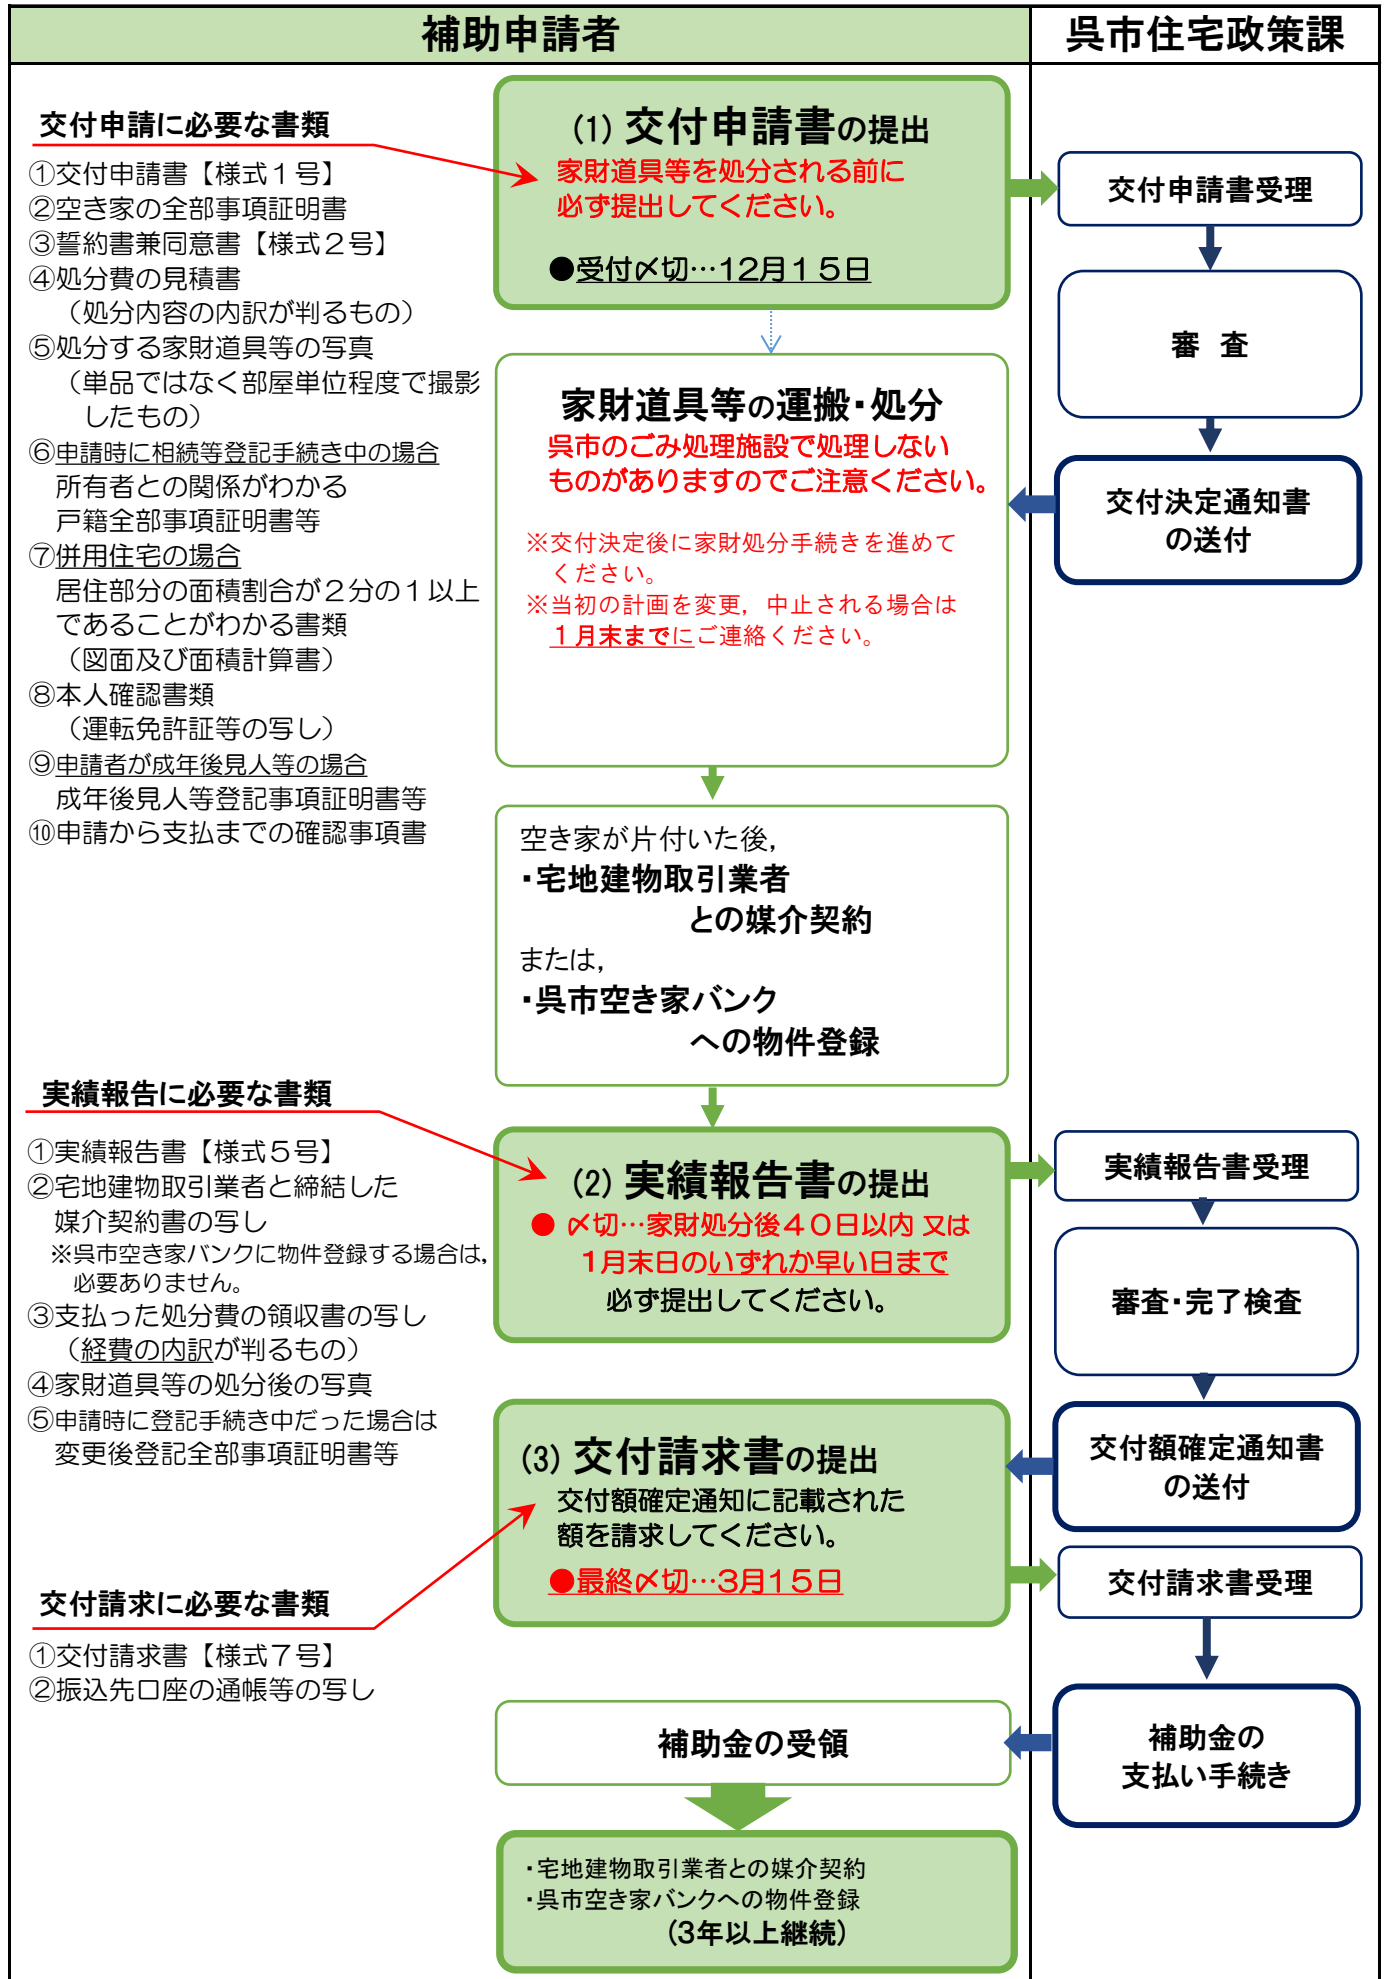 補助申請者
呉市住宅政策課
交付申請に必要な書類
①交付申請書【様式１号】
②空き家の全部事項証明書
③誓約書兼同意書【様式２号】
④処分費の見積書
（処分内容の内訳が判るもの）
⑤処分する家財道具等の写真
（単品ではなく部屋単位程度で撮影
したもの）
⑥申請時に相続等登記手続き中の場合
所有者との関係がわかる
戸籍全部事項証明書等
⑦併用住宅の場合
居住部分の面積割合が２分の１以上
であることがわかる書類
（図面及び面積計算書）
⑧本人確認書類
（運転免許証等の写し）
⑨申請者が成年後見人等の場合
成年後見人等登記事項証明書等
⑩申請から支払までの確認事項書
(1) 交付申請書の提出
家財道具等を処分される前に
必ず提出してください。
●受付〆切…12月１５日
交付申請書受理
審　査
交付決定通知書
の送付
家財道具等の運搬・処分
呉市のごみ処理施設で処理しない
ものがありますのでご注意ください。
※交付決定後に家財処分手続きを進めて
ください。
※当初の計画を変更，中止される場合は
１月末までにご連絡ください。
空き家が片付いた後，
・宅地建物取引業者
との媒介契約
または，
・呉市空き家バンク
への物件登録
実績報告に必要な書類
①実績報告書【様式５号】
②宅地建物取引業者と締結した
媒介契約書の写し
※呉市空き家バンクに物件登録する場合は，
必要ありません。
③支払った処分費の領収書の写し
（経費の内訳が判るもの）
④家財道具等の処分後の写真
⑤申請時に登記手続き中だった場合は
変更後登記全部事項証明書等
(2) 実績報告書の提出
● 〆切…家財処分後４０日以内 又は
1月末日のいずれか早い日まで
必ず提出してください。
実績報告書受理
審査・完了検査
交付額確定通知書
の送付
(3) 交付請求書の提出
交付額確定通知に記載された
額を請求してください。
●最終〆切…3月１５日
交付請求書受理
交付請求に必要な書類
①交付請求書【様式７号】
②振込先口座の通帳等の写し
補助金の受領
補助金の
支払い手続き
・宅地建物取引業者との媒介契約
・呉市空き家バンクへの物件登録
（3年以上継続）